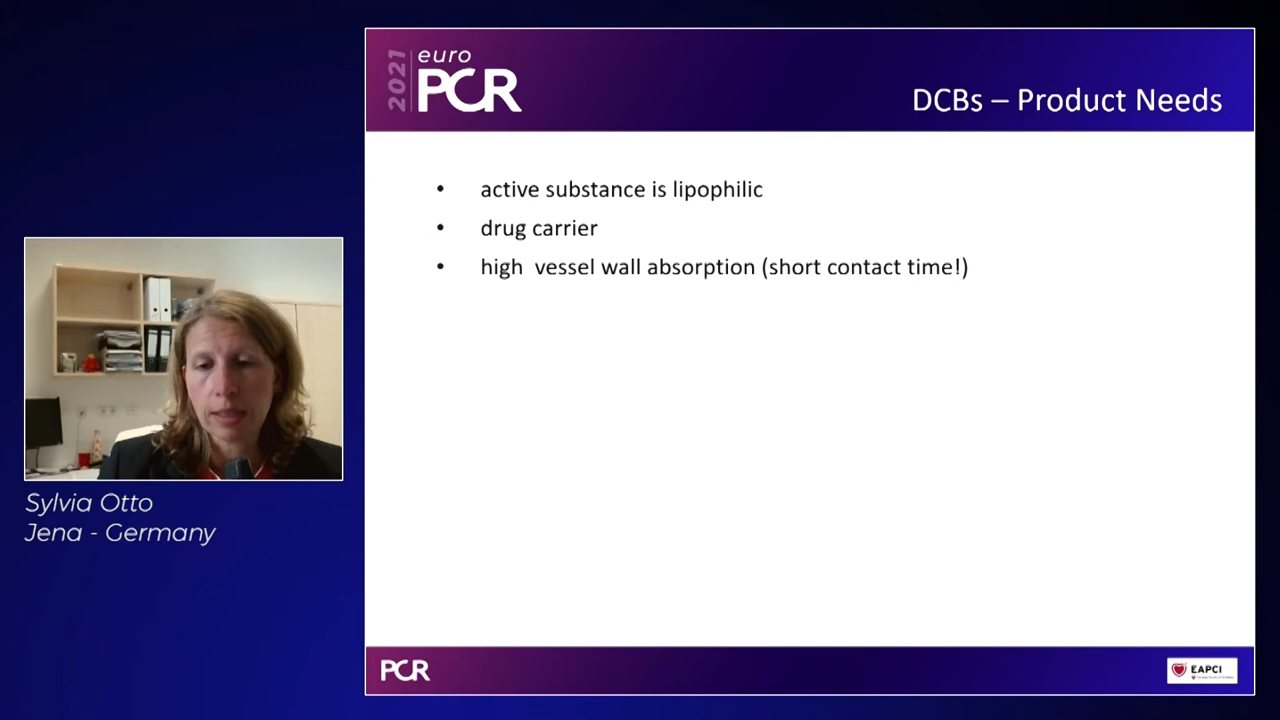 2021 euro
PCR
DCBs – Product Needs
• active substance is lipophilic
• drug carrier
• high vessel wall absorption (short contact time!)
Sylvia Otto
Jena - Germany
PCR
EAPCI